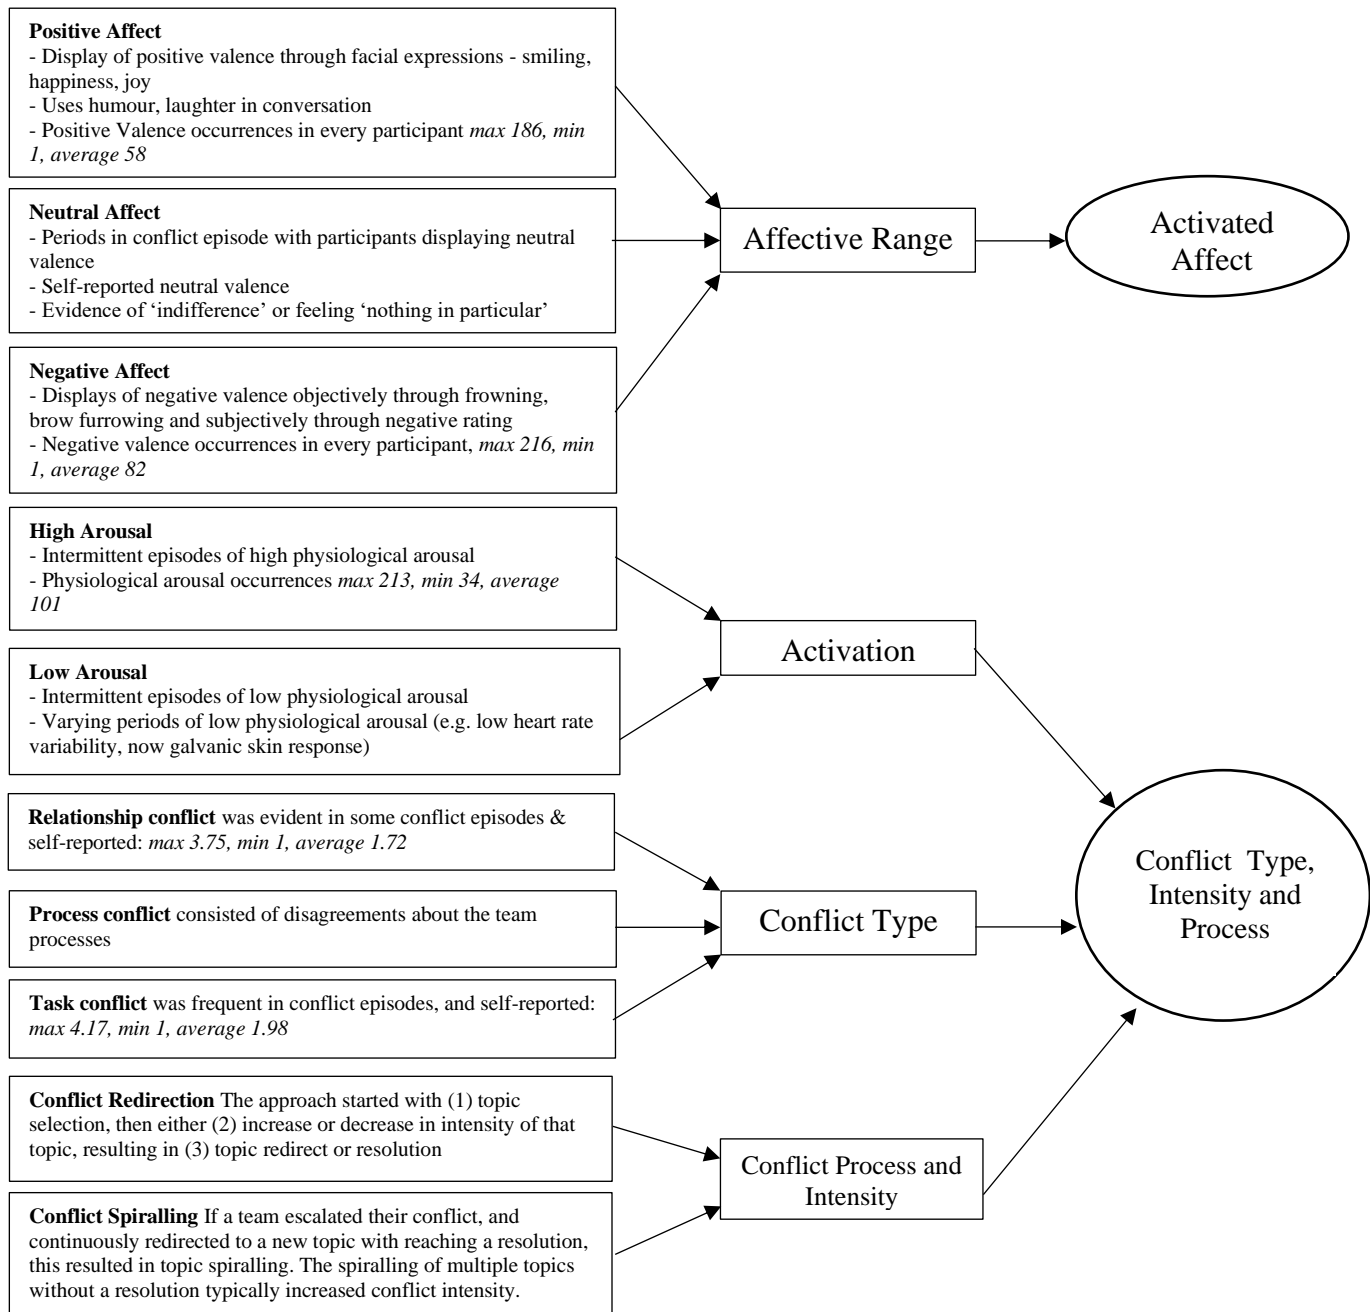 Positive Affect
- Display of positive valence through facial expressions - smiling,
happiness, joy
- Uses humour, laughter in conversation
- Positive Valence occurrences in every participant max 186, min
1, average 58
Neutral Affect
- Periods in conflict episode with participants displaying neutral
valence
- Self-reported neutral valence
- Evidence of ‘indifference’ or feeling ‘nothing in particular’
Negative Affect
- Displays of negative valence objectively through frowning,
brow furrowing and subjectively through negative rating
- Negative valence occurrences in every participant, max 216, min
1, average 82
High Arousal
- Intermittent episodes of high physiological arousal
- Physiological arousal occurrences max 213, min 34, average
101
Low Arousal
- Intermittent episodes of low physiological arousal
- Varying periods of low physiological arousal (e.g. low heart rate
variability, now galvanic skin response)
Relationship conflict was evident in some conflict episodes &
self-reported: max 3.75, min 1, average 1.72
Process conflict consisted of disagreements about the team
processes
Task conflict was frequent in conflict episodes, and self-reported:
max 4.17, min 1, average 1.98
Conflict Redirection The approach started with (1) topic
selection, then either (2) increase or decrease in intensity of that
topic, resulting in (3) topic redirect or resolution
Conflict Spiralling If a team escalated their conflict, and
continuously redirected to a new topic with reaching a resolution,
this resulted in topic spiralling. The spiralling of multiple topics
without a resolution typically increased conflict intensity.
Affective Range
Activation
Conflict Type
Conflict Process and
Intensity
Activated
Affect
Conflict Type,
Intensity and
Process